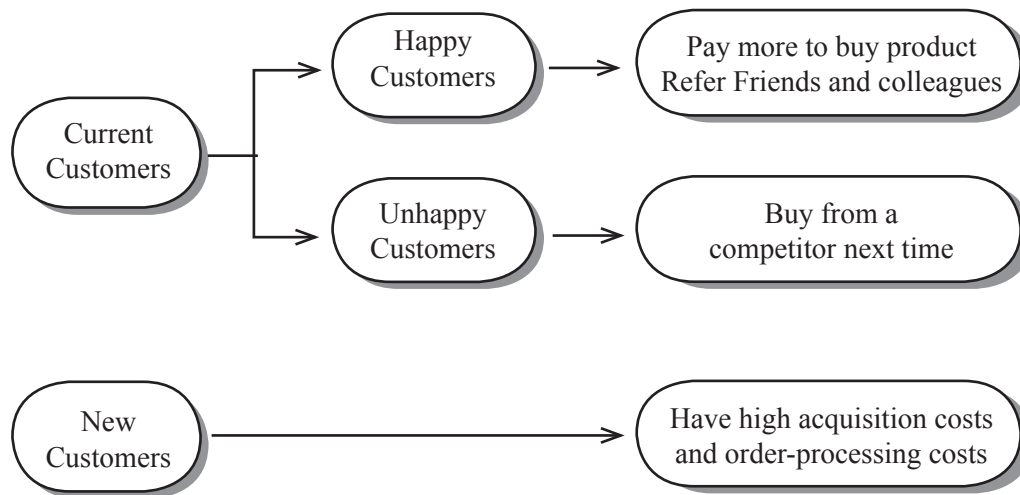 Happy
Customers
Pay more to buy product
Refer Friends and colleagues
Current
Customers
Unhappy
Customers
Buy from a
competitor next time
New
Customers
Have high acquisition costs
and order-processing costs